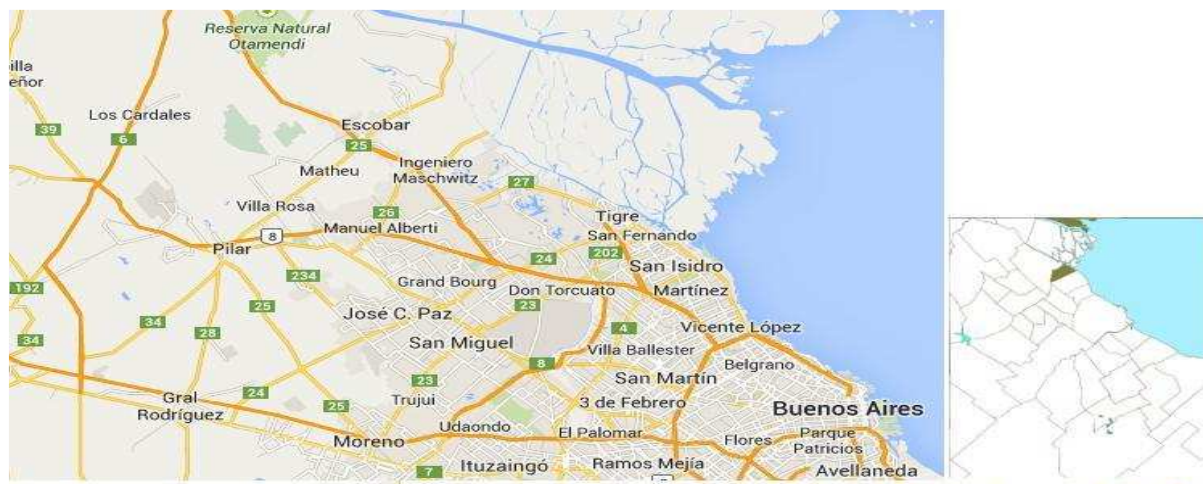 Reserva Natural
Otamendi
illa
eñor
Los Cardales
39
6
Escobar
25
Matheu
Ingeniero
Maschwitz
27
Villa Rosa
26
Tigre
8
Manuel Alberti
San Fernando
Pilar
202
24
San Isidro
234
Grand Bourg
Don Torcuato
Martínez
192
25
23
34
José C. Paz
4
Vicente López
34
28
San Miguel
Villa Ballester
8
Belgrano
San Martín
23
24
Gral
Rodríguez
25
Trujui
3 de Febrero
Buenos Aires
Udaondo
El Palomar
Moreno
Flores
Parque
Patricios
7
Ituzaingó
Ramos Mejía
Avellaneda